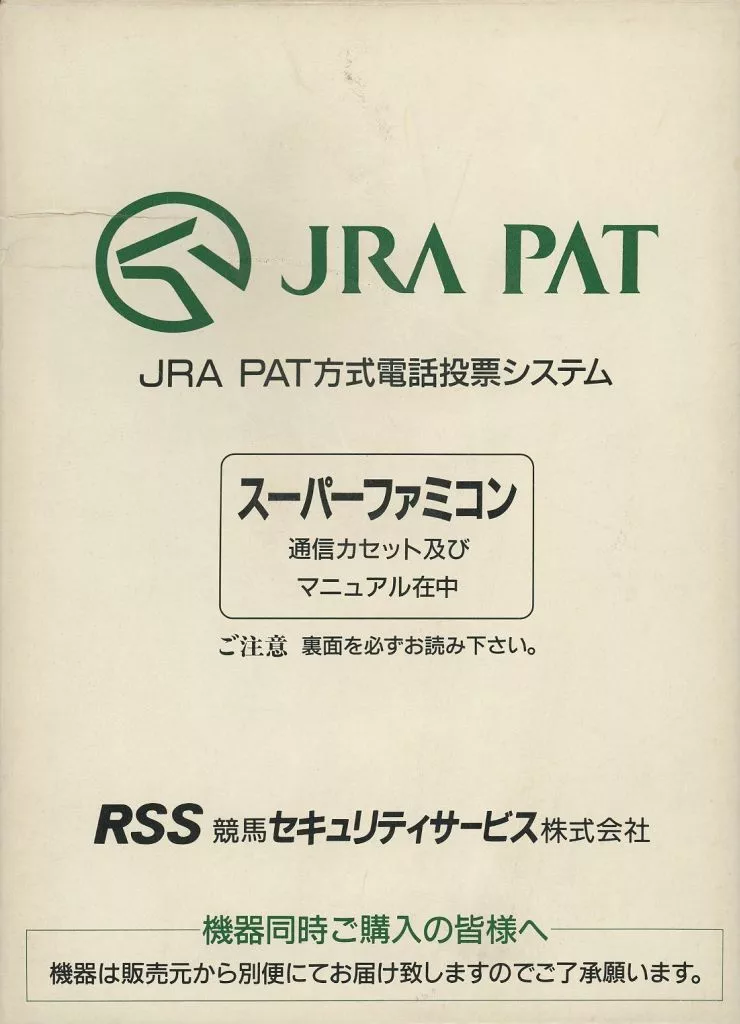 JRA PAT
JRA PAT方式電話投票システム
スーパーファミコン
通信カセット及び
マニュアル在中
ご注意 裏面を必ずお読み下さい。
RSS 競馬セキュリティサービス株式会社
機器同時ご購入の皆様へ
機器は販売元から別便にてお届け致しますのでご了承願います。